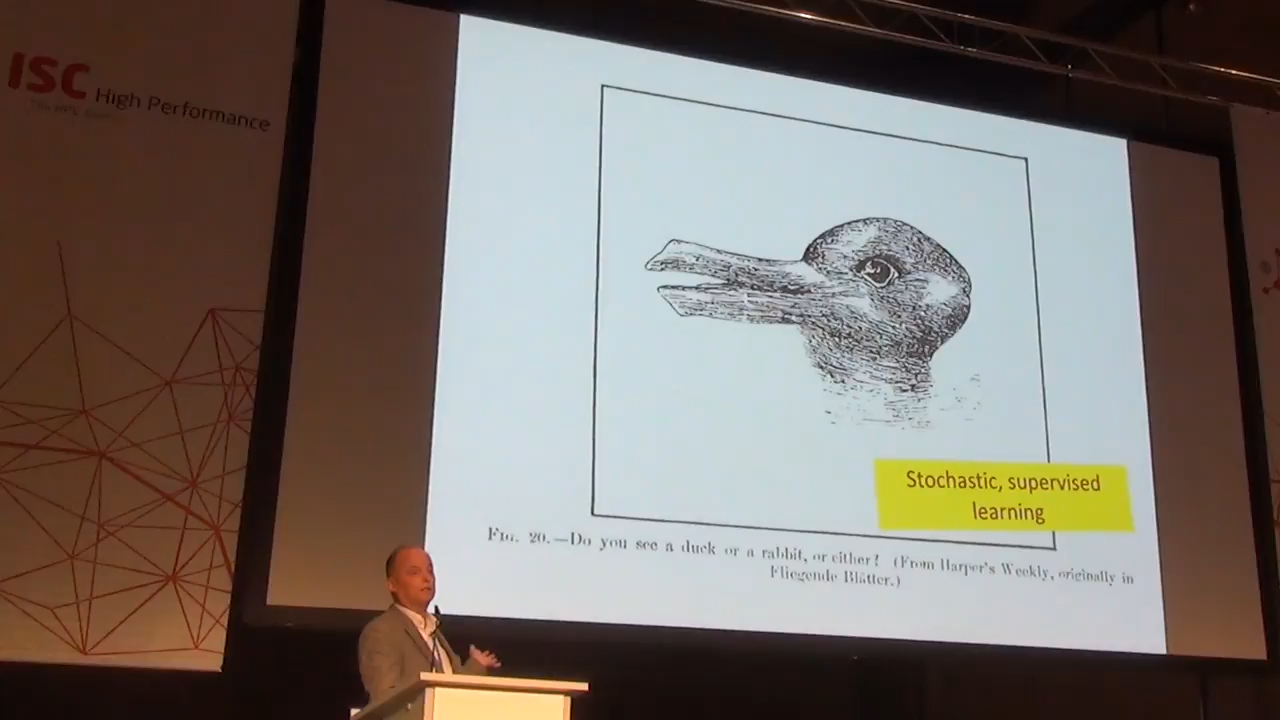 ISC High Performance
Stochastic, supervised
learning
FIG. 20.—Do you see a duck or a rabbit, or either? (From Harper's Weekly, originally in
Fliegende Blätter.)